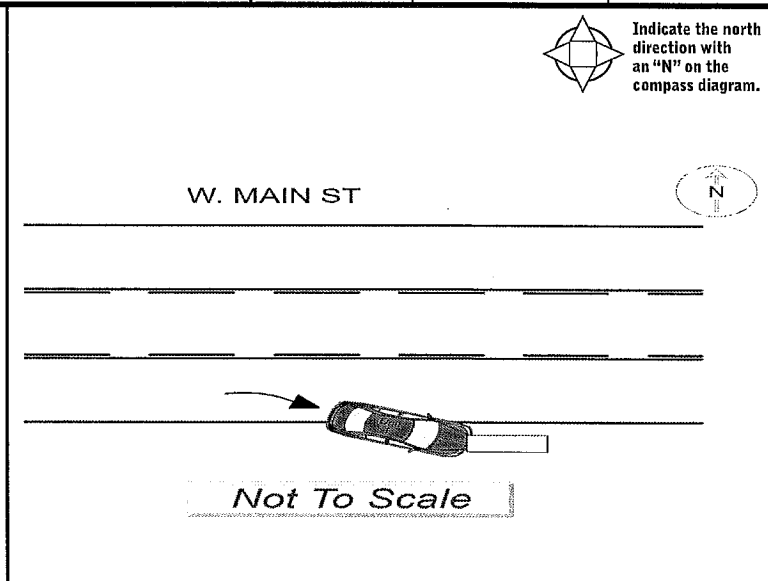 Indicate the north
direction with
an “N” on the
compass diagram.
W. MAIN ST
N
Not To Scale